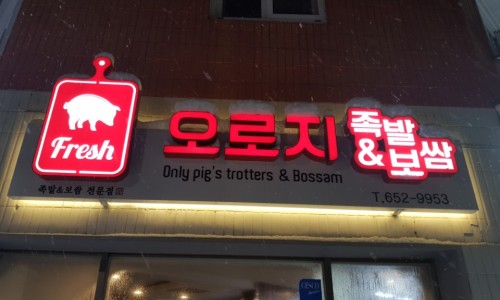 Fresh
오로지
족발
&보쌈
Only pig's trotters & Bossam
족발&보쌈 전문점
T.652-9953